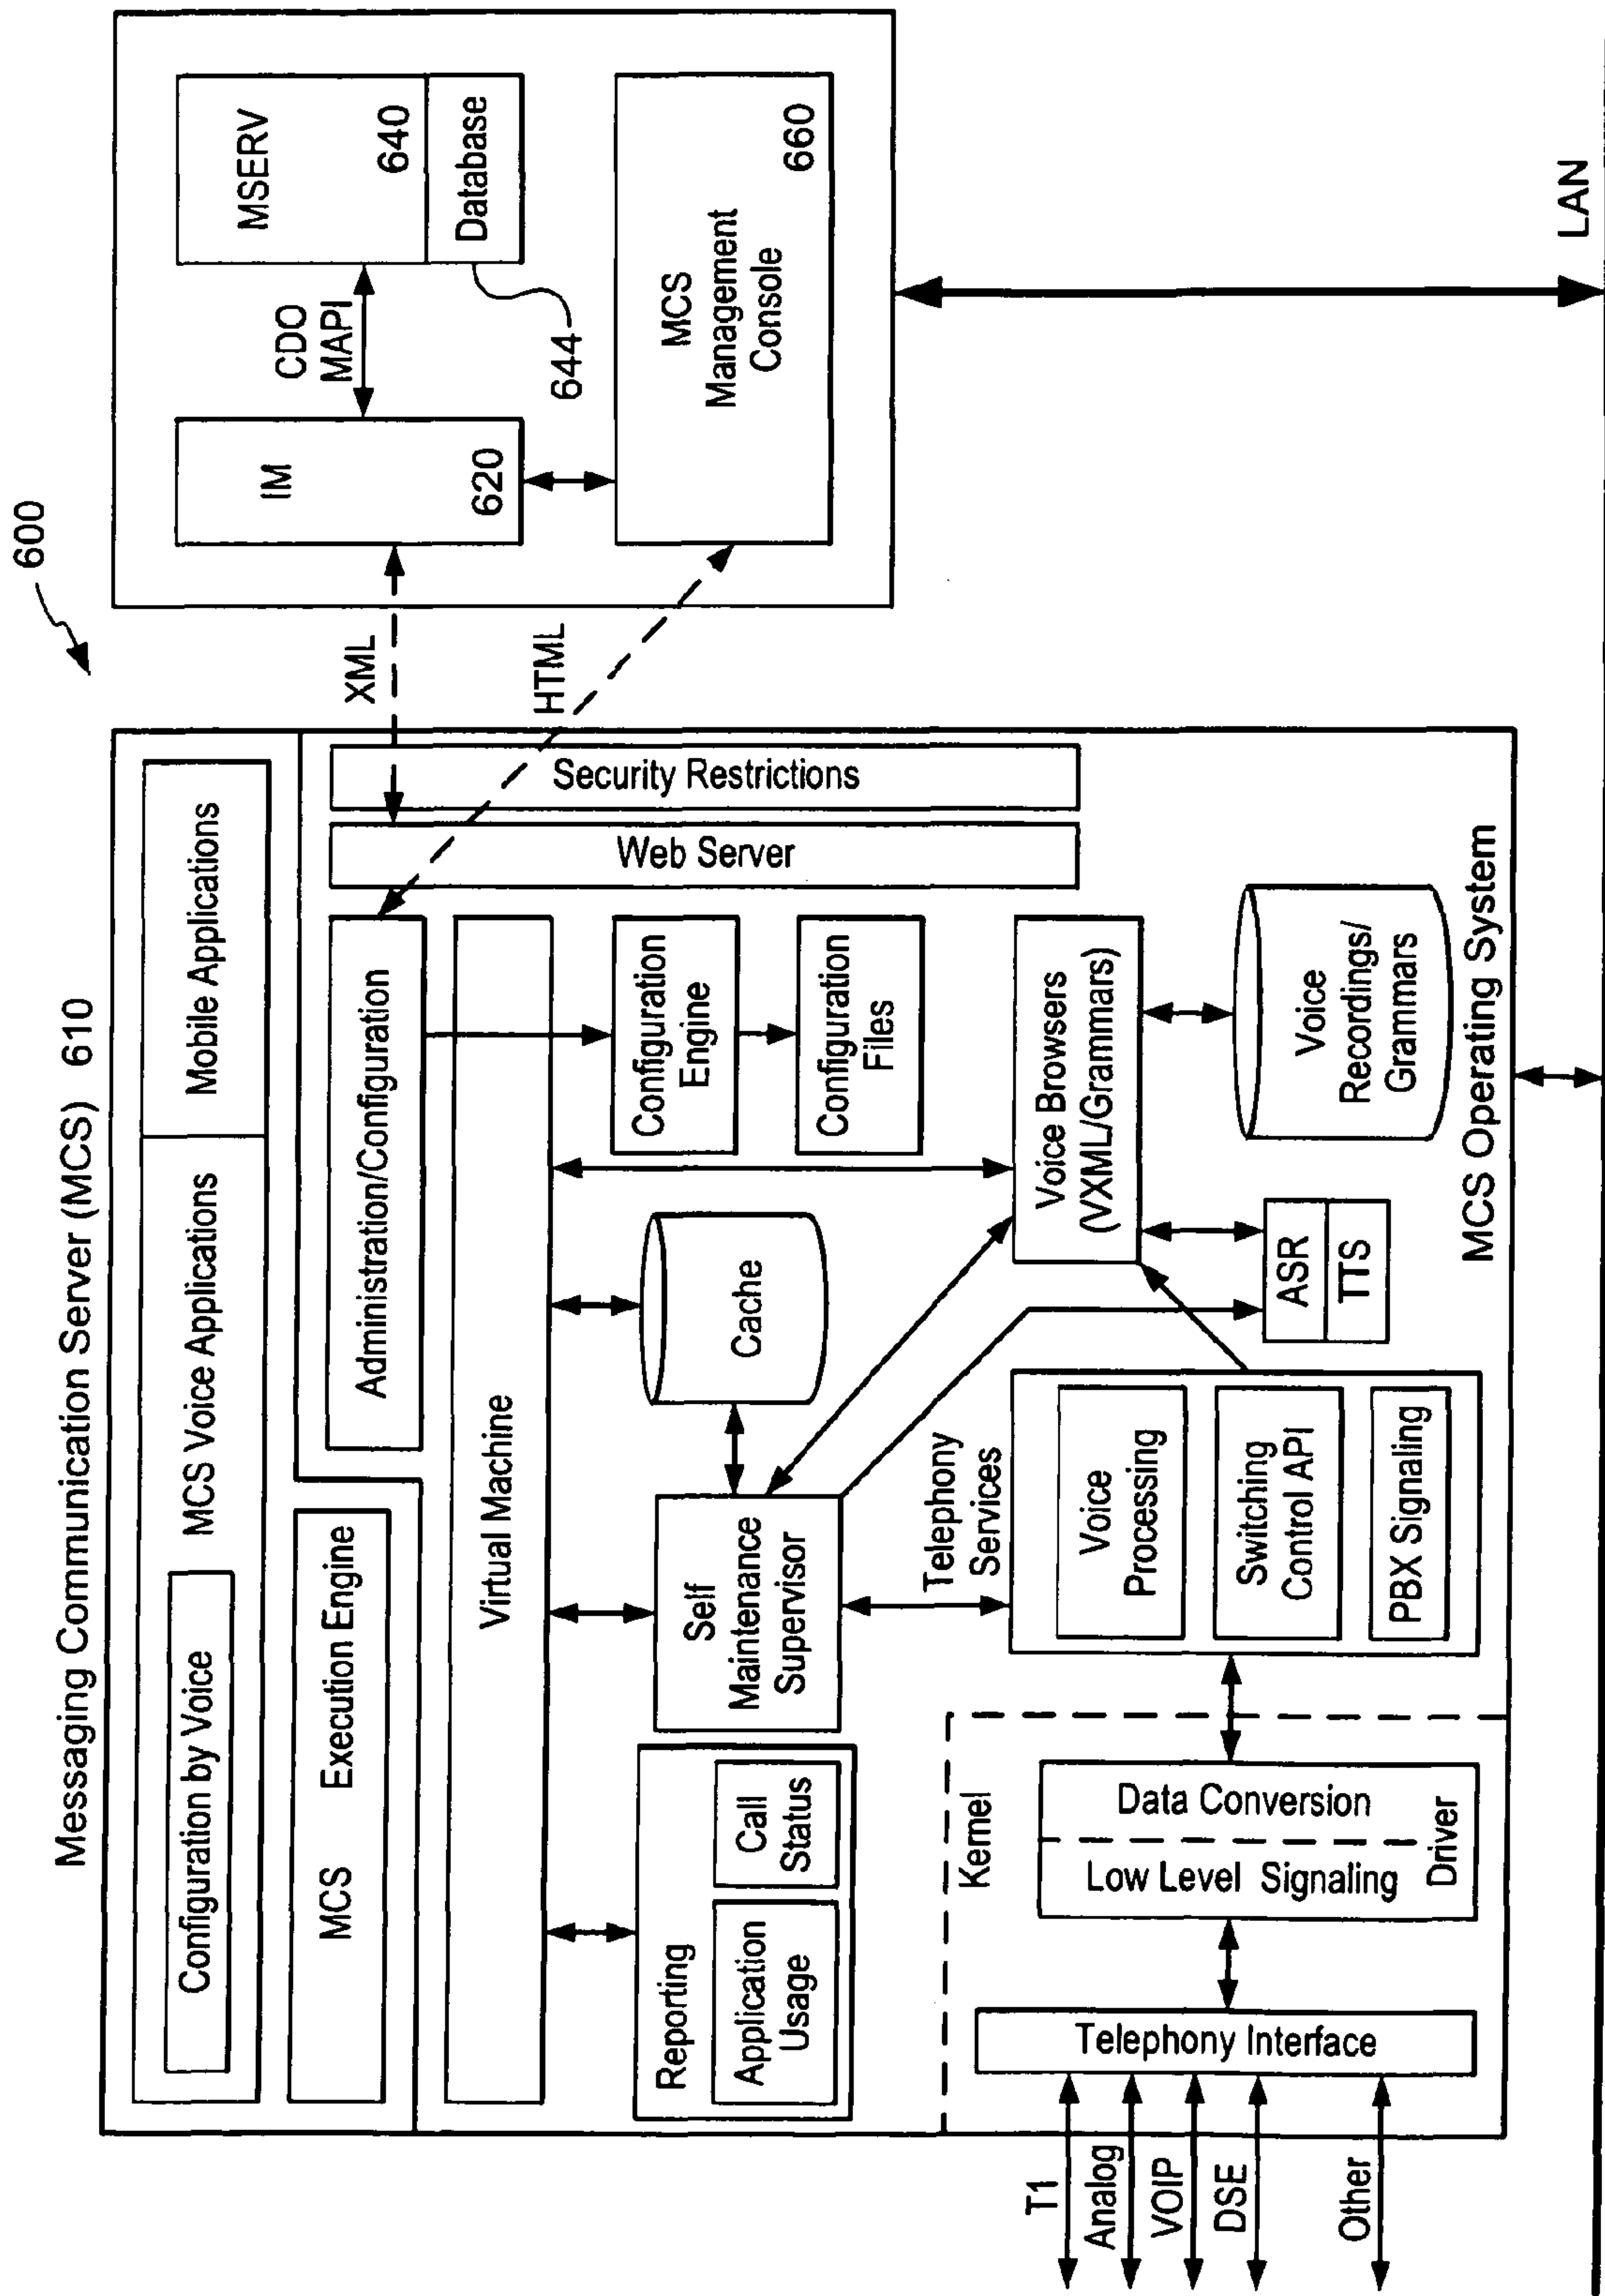 600
Messaging Communication Server (MCS) 610
Configuration by Voice
MCS Voice Applications
Mobile Applications
MCS Execution Engine
Administration/Configuration
Virtual Machine
Web Server
Security Restrictions
XML
HTML
Reporting
Application
Usage
Call
Status
Self
Maintenance
Supervisor
Cache
Configuration
Engine
Configuration
Files
Telephony
Services
Voice
Processing
Switching
Control API
PBX Signaling
Voice Browsers
(VXML/Grammars)
ASR
TTS
Voice
Recordings/
Grammars
MCS Operating System
Kernel
Data Conversion
Low Level Signaling
Driver
Telephony Interface
T1
Analog
VOIP
DSE
Other
IM
620
CDO
MAPI
MSERV
640
Database
644
MCS
Management
Console
660
LAN